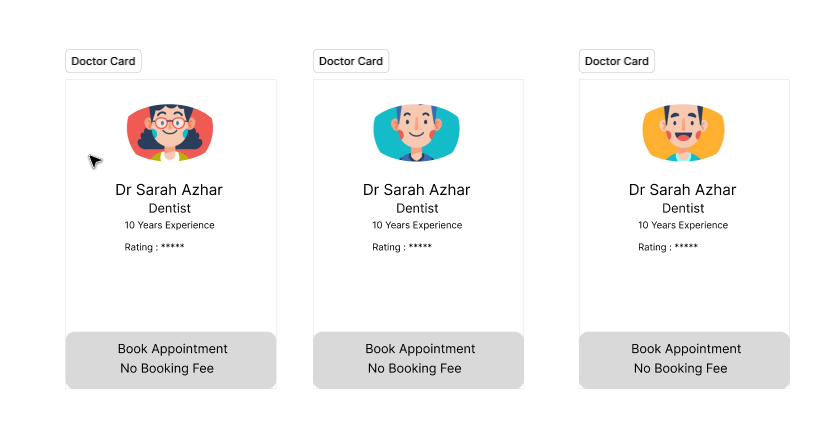 Doctor Card
Dr Sarah Azhar
Dentist
10 Years Experience
Rating : *****
Book Appointment
No Booking Fee
Doctor Card
Dr Sarah Azhar
Dentist
10 Years Experience
Rating : *****
Book Appointment
No Booking Fee
Doctor Card
Dr Sarah Azhar
Dentist
10 Years Experience
Rating : *****
Book Appointment
No Booking Fee